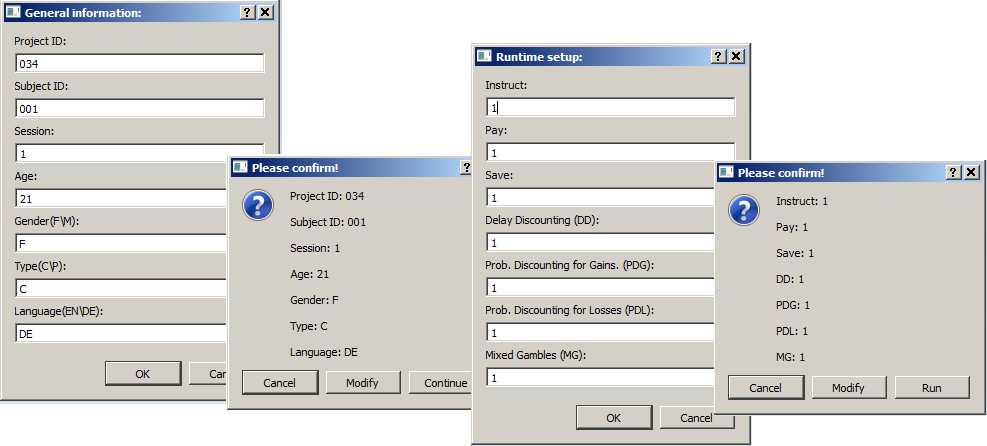 General information:
Project ID:
034
Subject ID:
001
Session:
1
Age:
21
Gender(F\M):
F
Type(C\P):
C
Language(EN\DE):
DE
OK
Please confirm!
Project ID: 034
Subject ID: 001
Session: 1
Age: 21
Gender: F
Type: C
Language: DE
Cancel Modify Continue
Runtime setup:
Instruct:
1
Pay:
1
Save:
1
Delay Discounting (DD):
1
Prob. Discounting for Gains. (PDG):
1
Prob. Discounting for Losses (PDL):
1
Mixed Gambles (MG):
1
OK Cancel
Please confirm!
Instruct: 1
Pay: 1
Save: 1
DD: 1
PDG: 1
PDL: 1
MG: 1
Cancel Modify Run